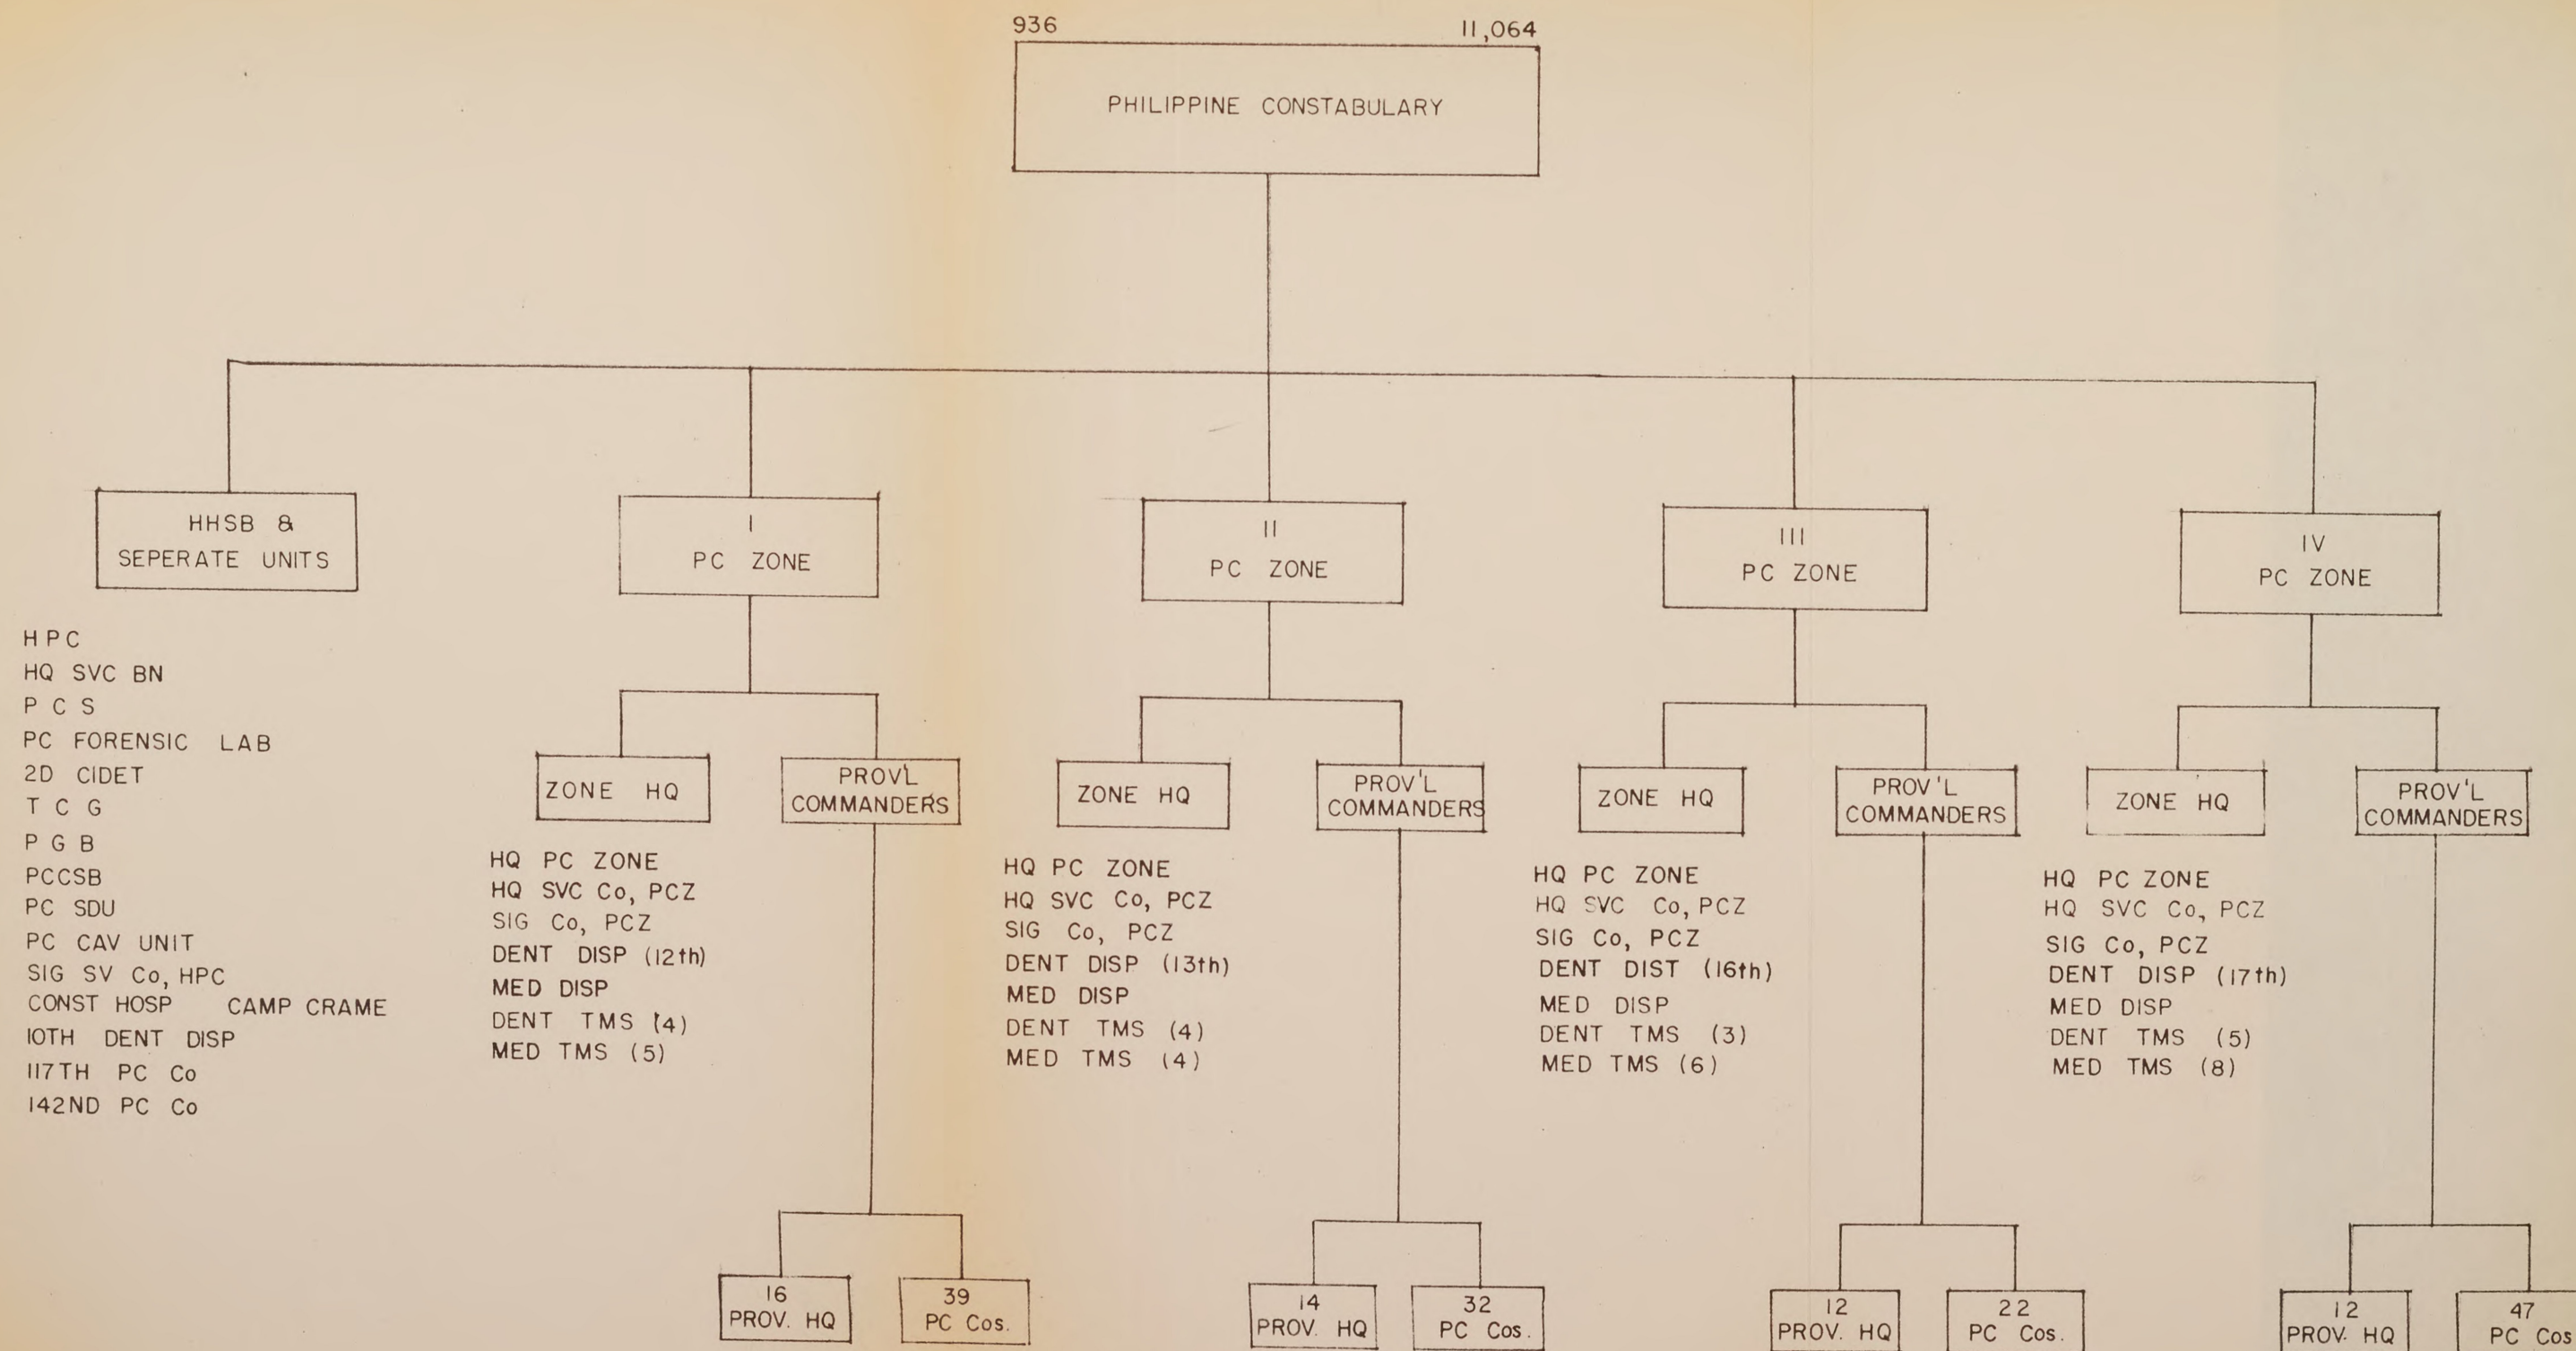 936
11,064
PHILIPPINE CONSTABULARY
HHSB &
SEPERATE UNITS
I
PC ZONE
II
PC ZONE
III
PC ZONE
IV
PC ZONE
HPC
HQ SVC BN
P C S
PC FORENSIC LAB
2D CIDET
T C G
P G B
PCCSB
PC SDU
PC CAV UNIT
SIG SV Co, HPC
CONST HOSP CAMP CRAME
10TH DENT DISP
117TH PC Co
142ND PC Co
ZONE HQ
PROV'L
COMMANDERS
HQ PC ZONE
HQ SVC Co, PCZ
SIG Co, PCZ
DENT DISP (12th)
MED DISP
DENT TMS (4)
MED TMS (5)
16
PROV. HQ
39
PC Cos.
ZONE HQ
PROV'L
COMMANDERS
HQ PC ZONE
HQ SVC Co, PCZ
SIG Co, PCZ
DENT DISP (13th)
MED DISP
DENT TMS (4)
MED TMS (4)
14
PROV. HQ
32
PC Cos.
ZONE HQ
PROV'L
COMMANDERS
HQ PC ZONE
HQ SVC Co, PCZ
SIG Co, PCZ
DENT DIST (16th)
MED DISP
DENT TMS (3)
MED TMS (6)
12
PROV. HQ
22
PC Cos.
ZONE HQ
PROV'L
COMMANDERS
HQ PC ZONE
HQ SVC Co, PCZ
SIG Co, PCZ
DENT DISP (17th)
MED DISP
DENT TMS (5)
MED TMS (8)
12
PROV. HQ
47
PC Cos